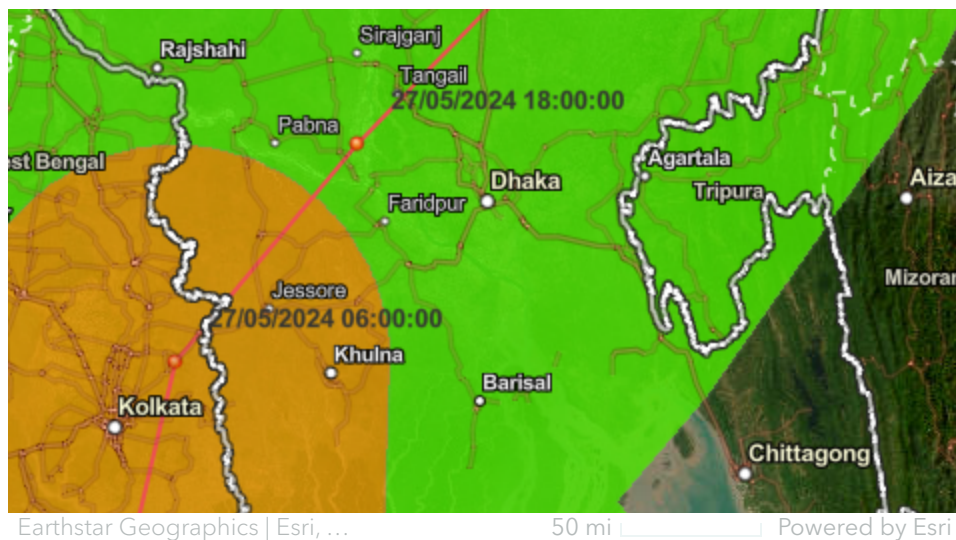 Sirajganj
Rajshahi
Tangail
27/05/2024 18:00:00
Pabna
est Bengal
Agartala
Aiza
Dhaka
Tripura
Faridpur
Mizorar
Jessore
27/05/2024 06:00:00
Khulna
Barisal
Kolkata
Chittagong
Earthstar Geographics | Esri, ...
50 mi
Powered by Esri